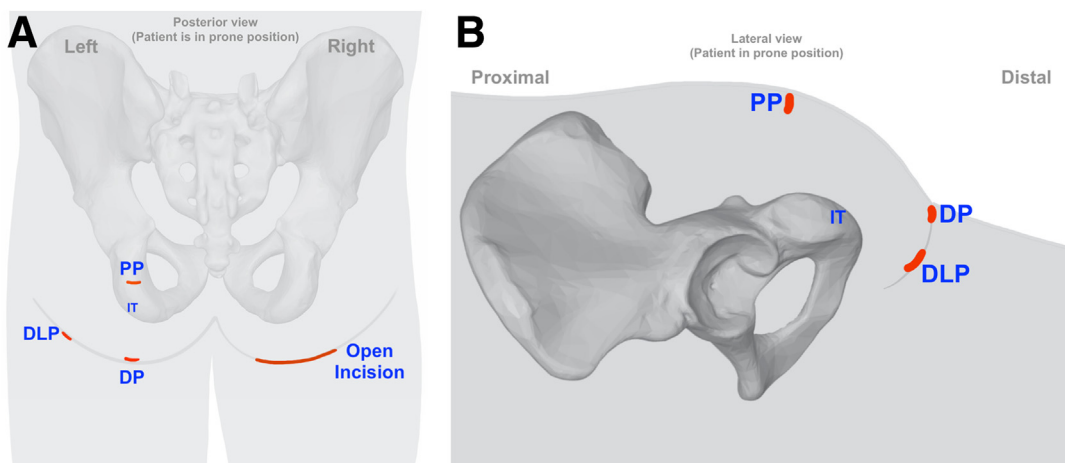 A
Posterior view
(Patient is in prone position)
Left
Right
PP
IT
DLP
DP
Open
Incision
B
Lateral view
(Patient in prone position)
Proximal
Distal
PP
IT
DP
DLP